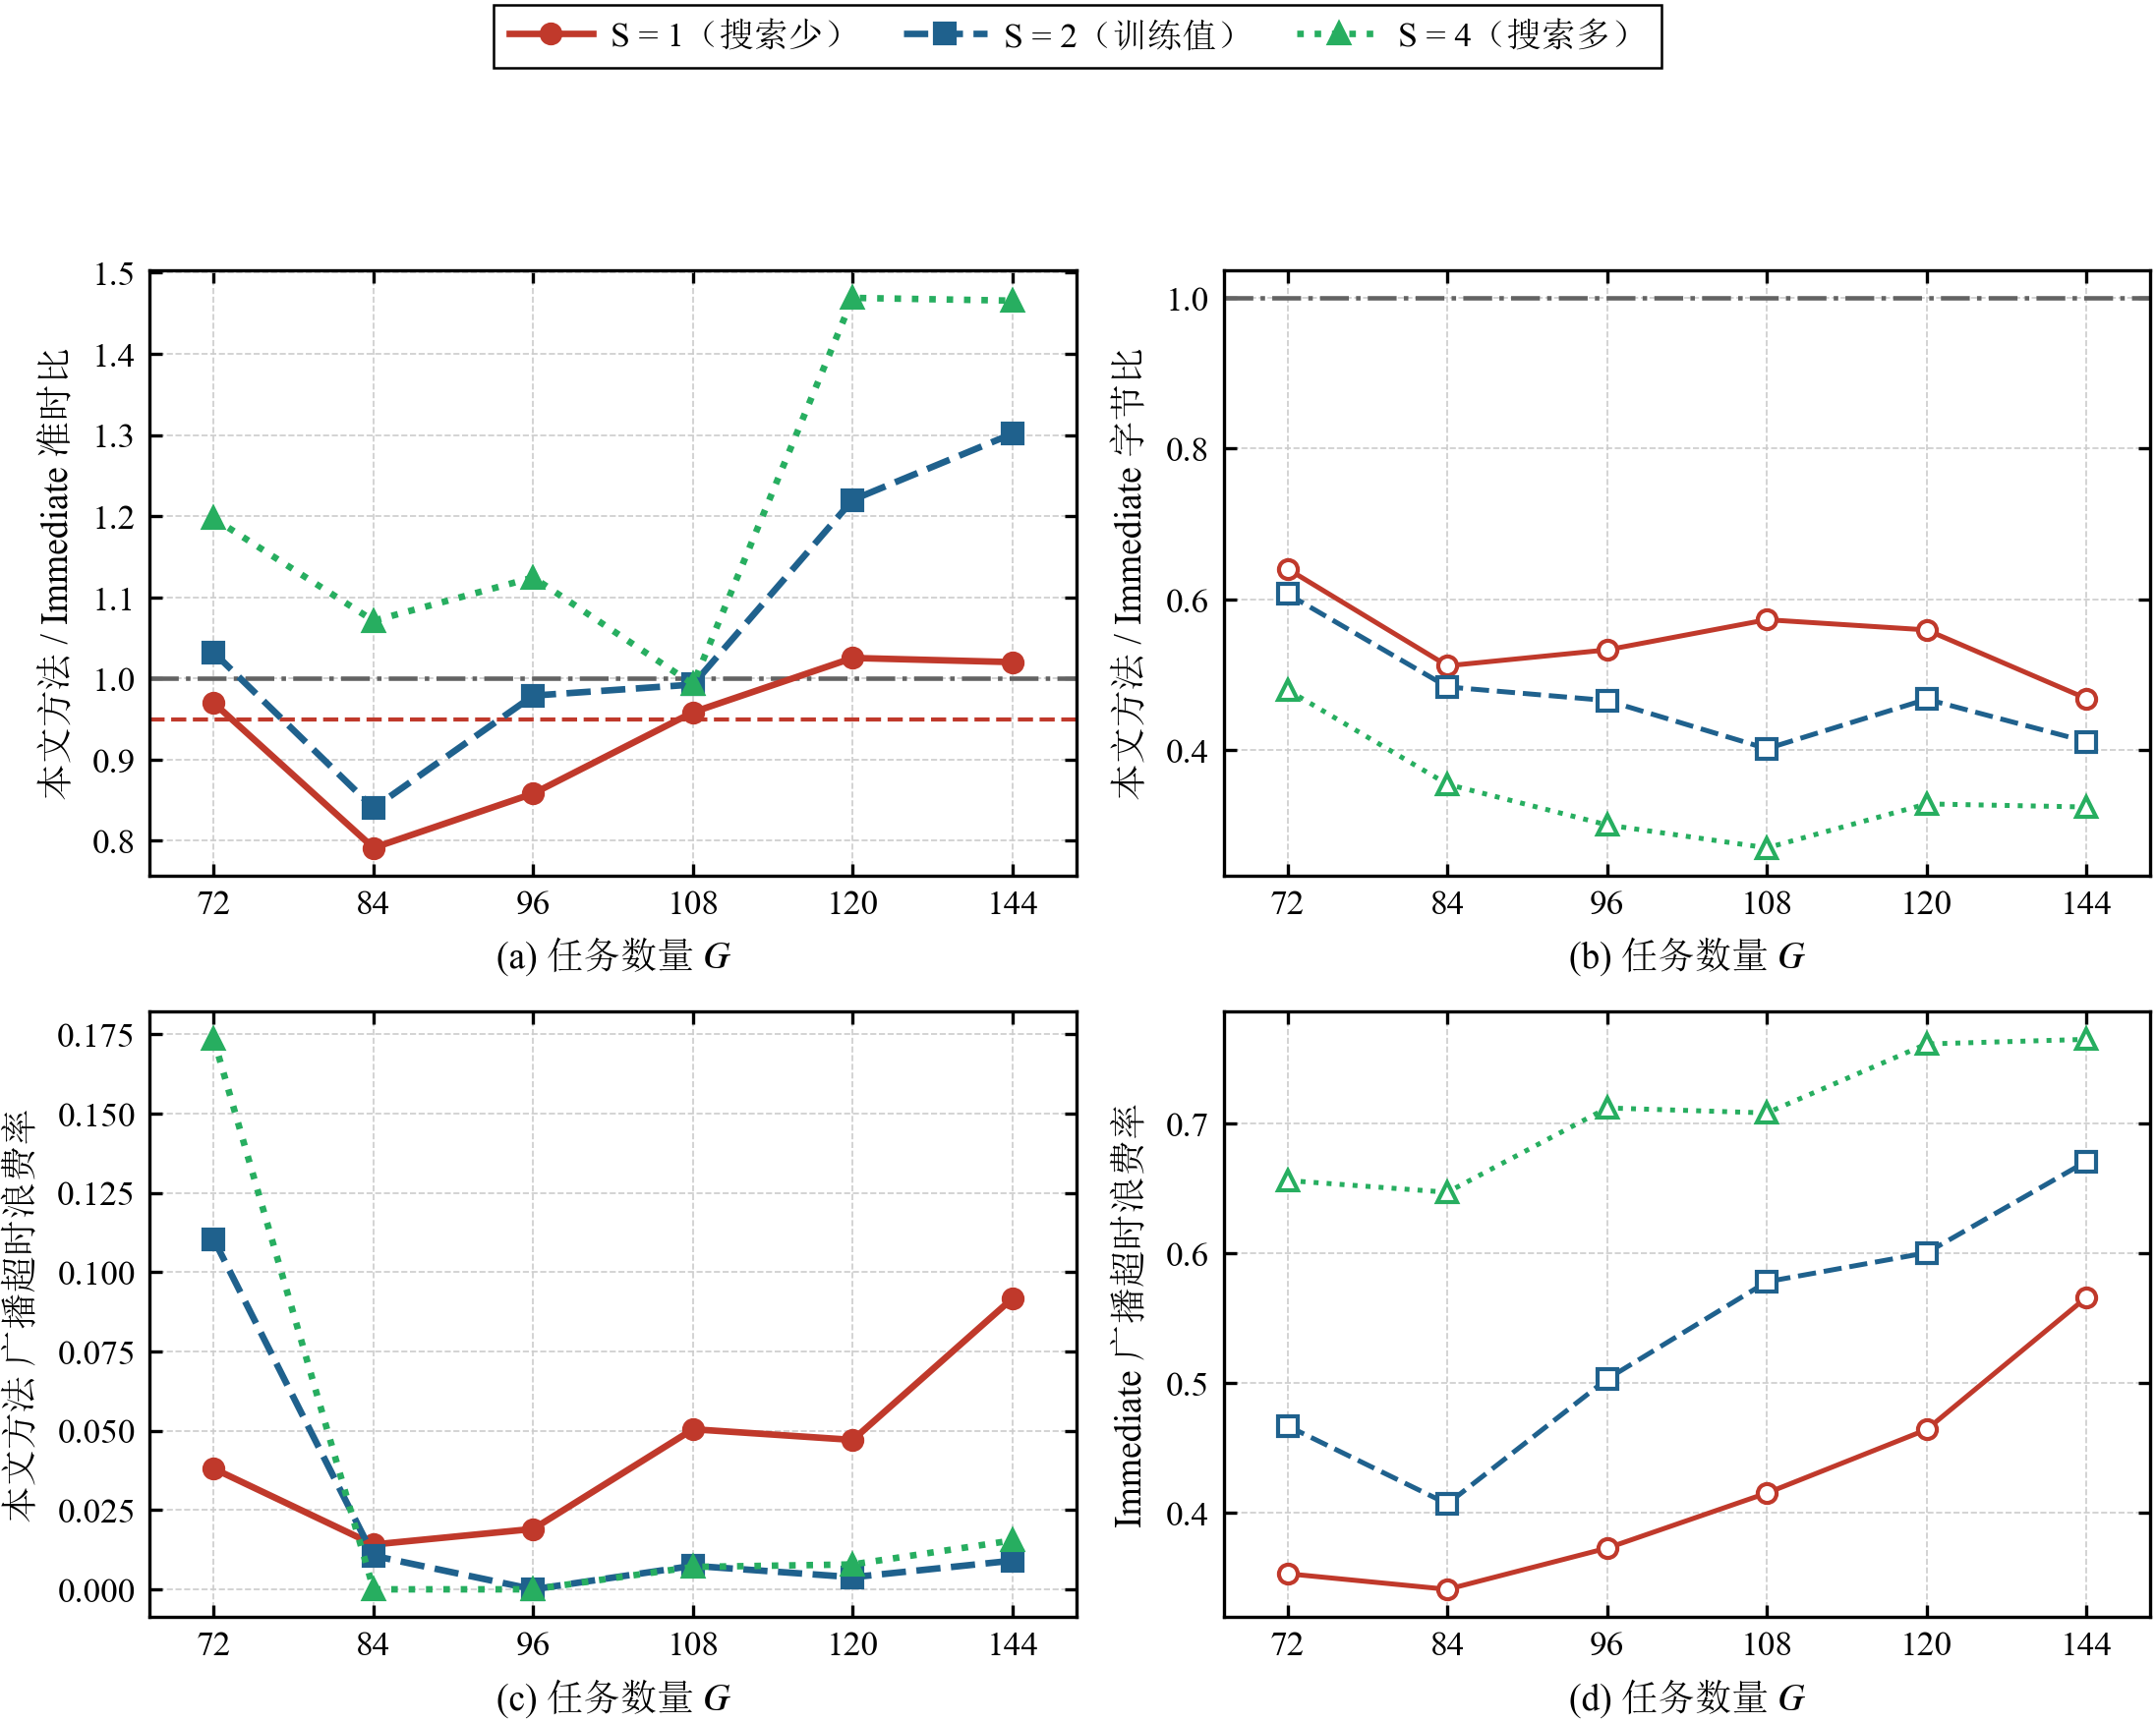 S = 1（搜索少）
S = 2（训练值）
S = 4（搜索多）
本文方法 / Immediate 准时比
1.5
1.4
1.3
1.2
1.1
1.0
0.9
0.8
72 84 96 108 120 144
(a) 任务数量 G
本文方法 / Immediate 字节比
1.0
0.8
0.6
0.4
72 84 96 108 120 144
(b) 任务数量 G
本文方法 广播超时浪费率
0.175
0.150
0.125
0.100
0.075
0.050
0.025
0.000
72 84 96 108 120 144
(c) 任务数量 G
Immediate 广播超时浪费率
0.7
0.6
0.5
0.4
72 84 96 108 120 144
(d) 任务数量 G